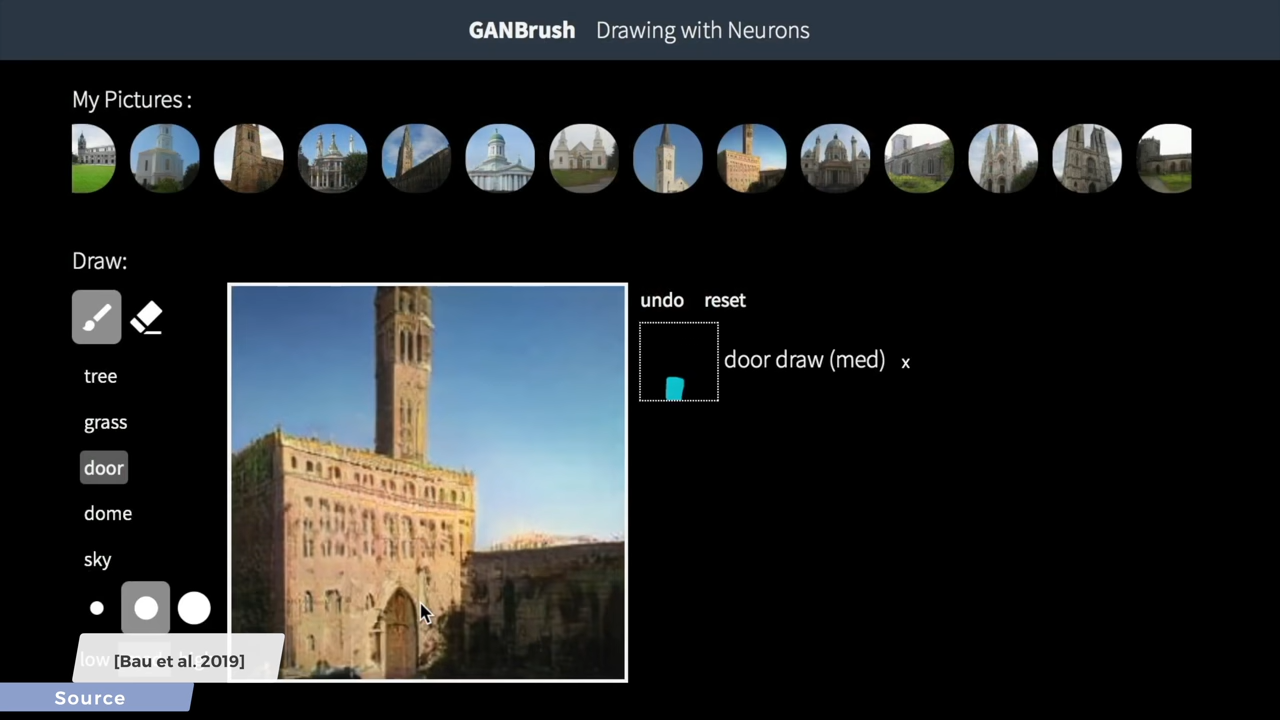 GANBrush Drawing with Neurons
My Pictures :
Draw:
undo reset
door draw (med) x
tree
grass
door
dome
sky
low
[Bau et al. 2019]
Source